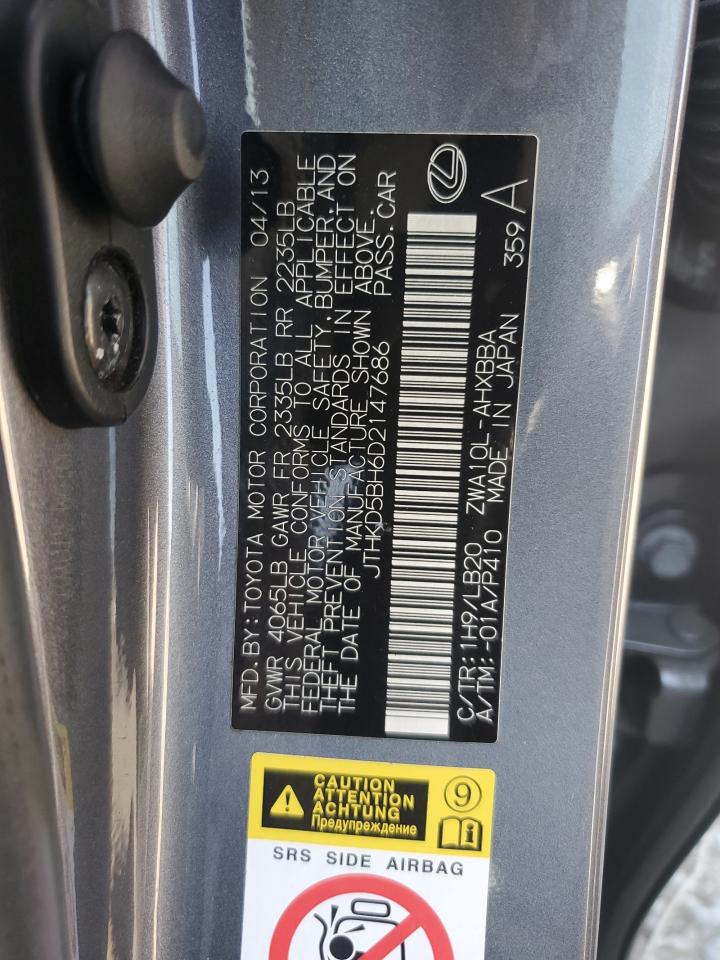 MFD. BY: TOYOTA MOTOR CORPORATION 04/13
GVWR 4065LB GAWR FR 2335LB RR 2235LB
THIS VEHICLE CONFORMS TO ALL APPLICABLE
FEDERAL MOTOR VEHICLE SAFETY, BUMPER, AND
THEFT PREVENTION STANDARDS IN EFFECT ON
THE DATE OF MANUFACTURE SHOWN ABOVE.
JTHKD5BH6D2147686 PASS. CAR
C/TR: 1H9/LB20 ZWA10L-AHXBBA
A/TM: -01A/P410 MADE IN JAPAN 359 A
CAUTION
ATTENTION
ACHTUNG
Предупреждение
9
i
SRS SIDE AIRBAG